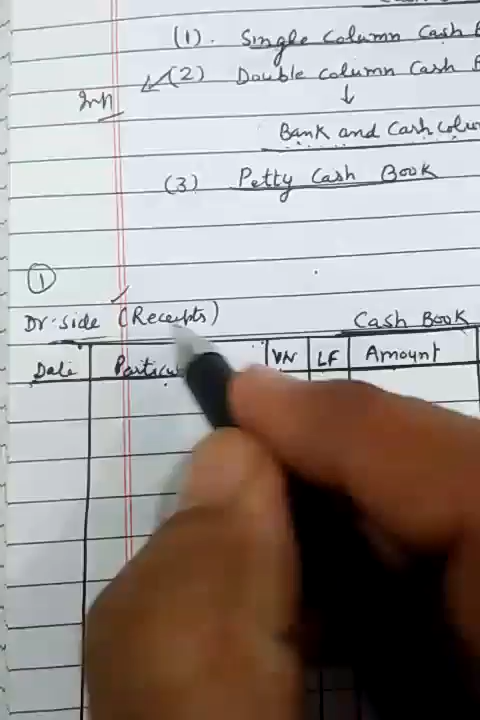 (1). Single Column Cash
(2) Double column Cash
Bank and Cash colu
(3) Petty Cash Book
1
Dr. side (Receipts)
Cash Book
Date Particu VN LF Amount